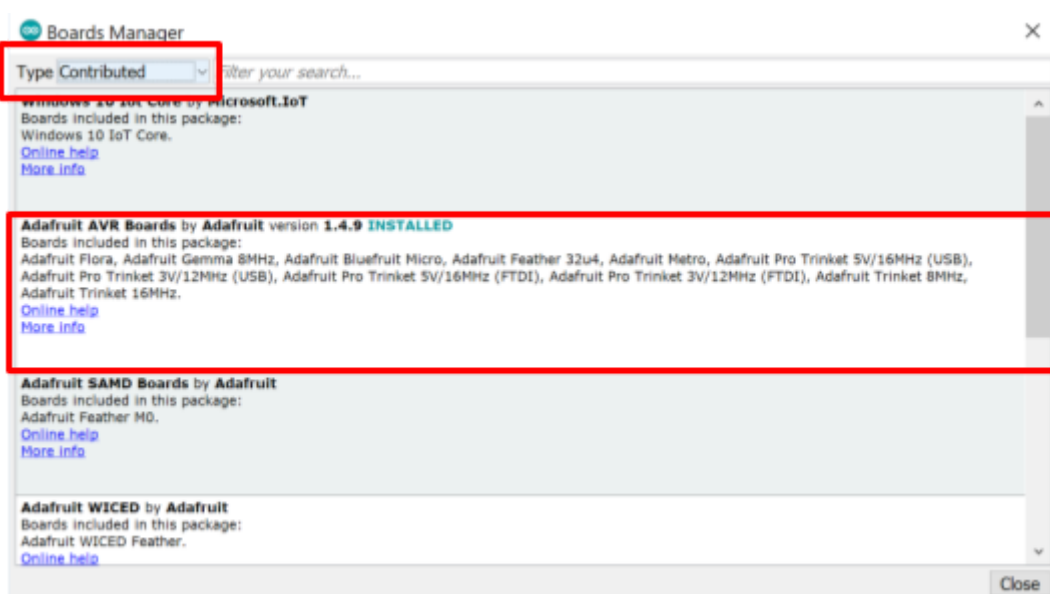 Boards Manager
Type Contributed Filter your search...
Windows 10 IoT Core by Microsoft.IoT
Boards included in this package:
Windows 10 IoT Core.
Online help
More info
Adafruit AVR Boards by Adafruit version 1.4.9 INSTALLED
Boards included in this package:
Adafruit Flora, Adafruit Gemma 8MHz, Adafruit Bluefruit Micro, Adafruit Feather 32u4, Adafruit Metro, Adafruit Pro Trinket 5V/16MHz (USB),
Adafruit Pro Trinket 3V/12MHz (USB), Adafruit Pro Trinket 5V/16MHz (FTDI), Adafruit Pro Trinket 3V/12MHz (FTDI), Adafruit Trinket 8MHz,
Adafruit Trinket 16MHz.
Online help
More info
Adafruit SAMD Boards by Adafruit
Boards included in this package:
Adafruit Feather M0.
Online help
More info
Adafruit WICED by Adafruit
Boards included in this package:
Adafruit WICED Feather.
Online help
Close